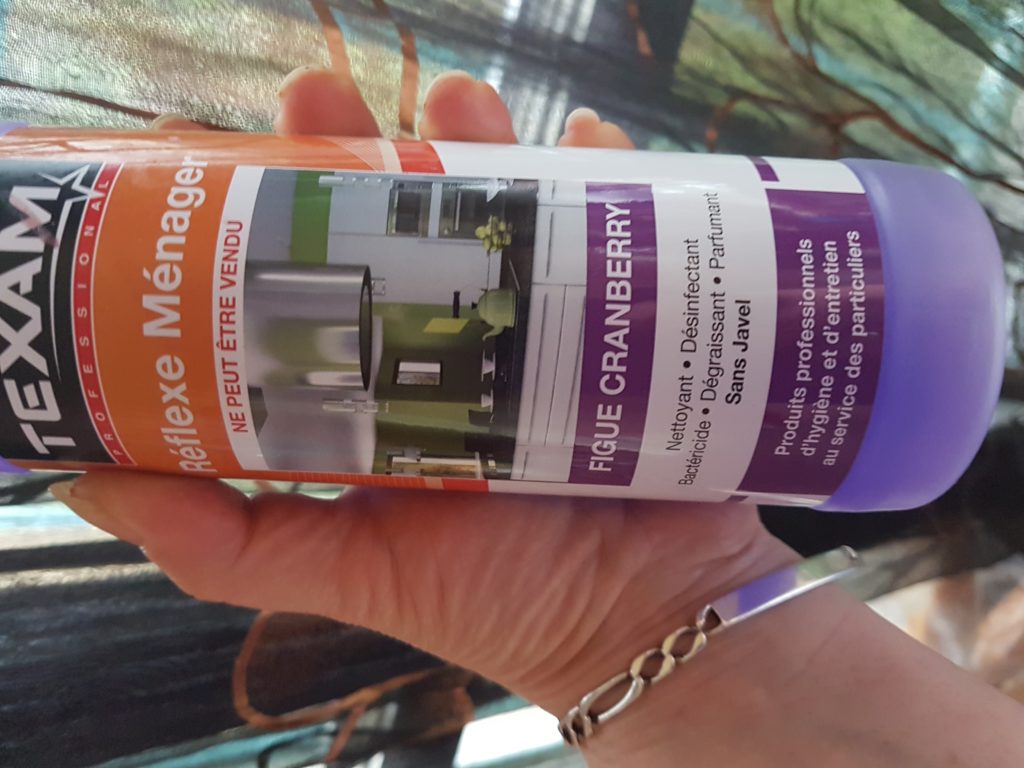 TEXAM
PROFESSIONAL
Réflexe Ménager
NE PEUT ÊTRE VENDU
FIGUE CRANBERRY
Nettoyant • Désinfectant
Bactéricide • Dégraissant • Parfumant
Sans Javel
Produits professionnels
d'hygiène et d'entretien
au service des particuliers